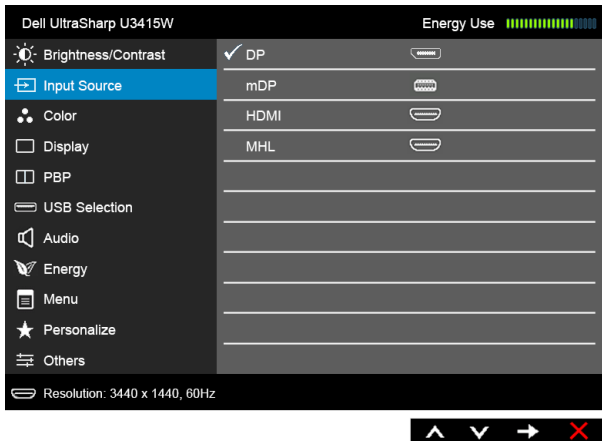 Dell UltraSharp U3415W Energy Use
Brightness/Contrast DP
Input Source mDP
Color HDMI
Display MHL
PBP
USB Selection
Audio
Energy
Menu
Personalize
Others
Resolution: 3440 x 1440, 60Hz